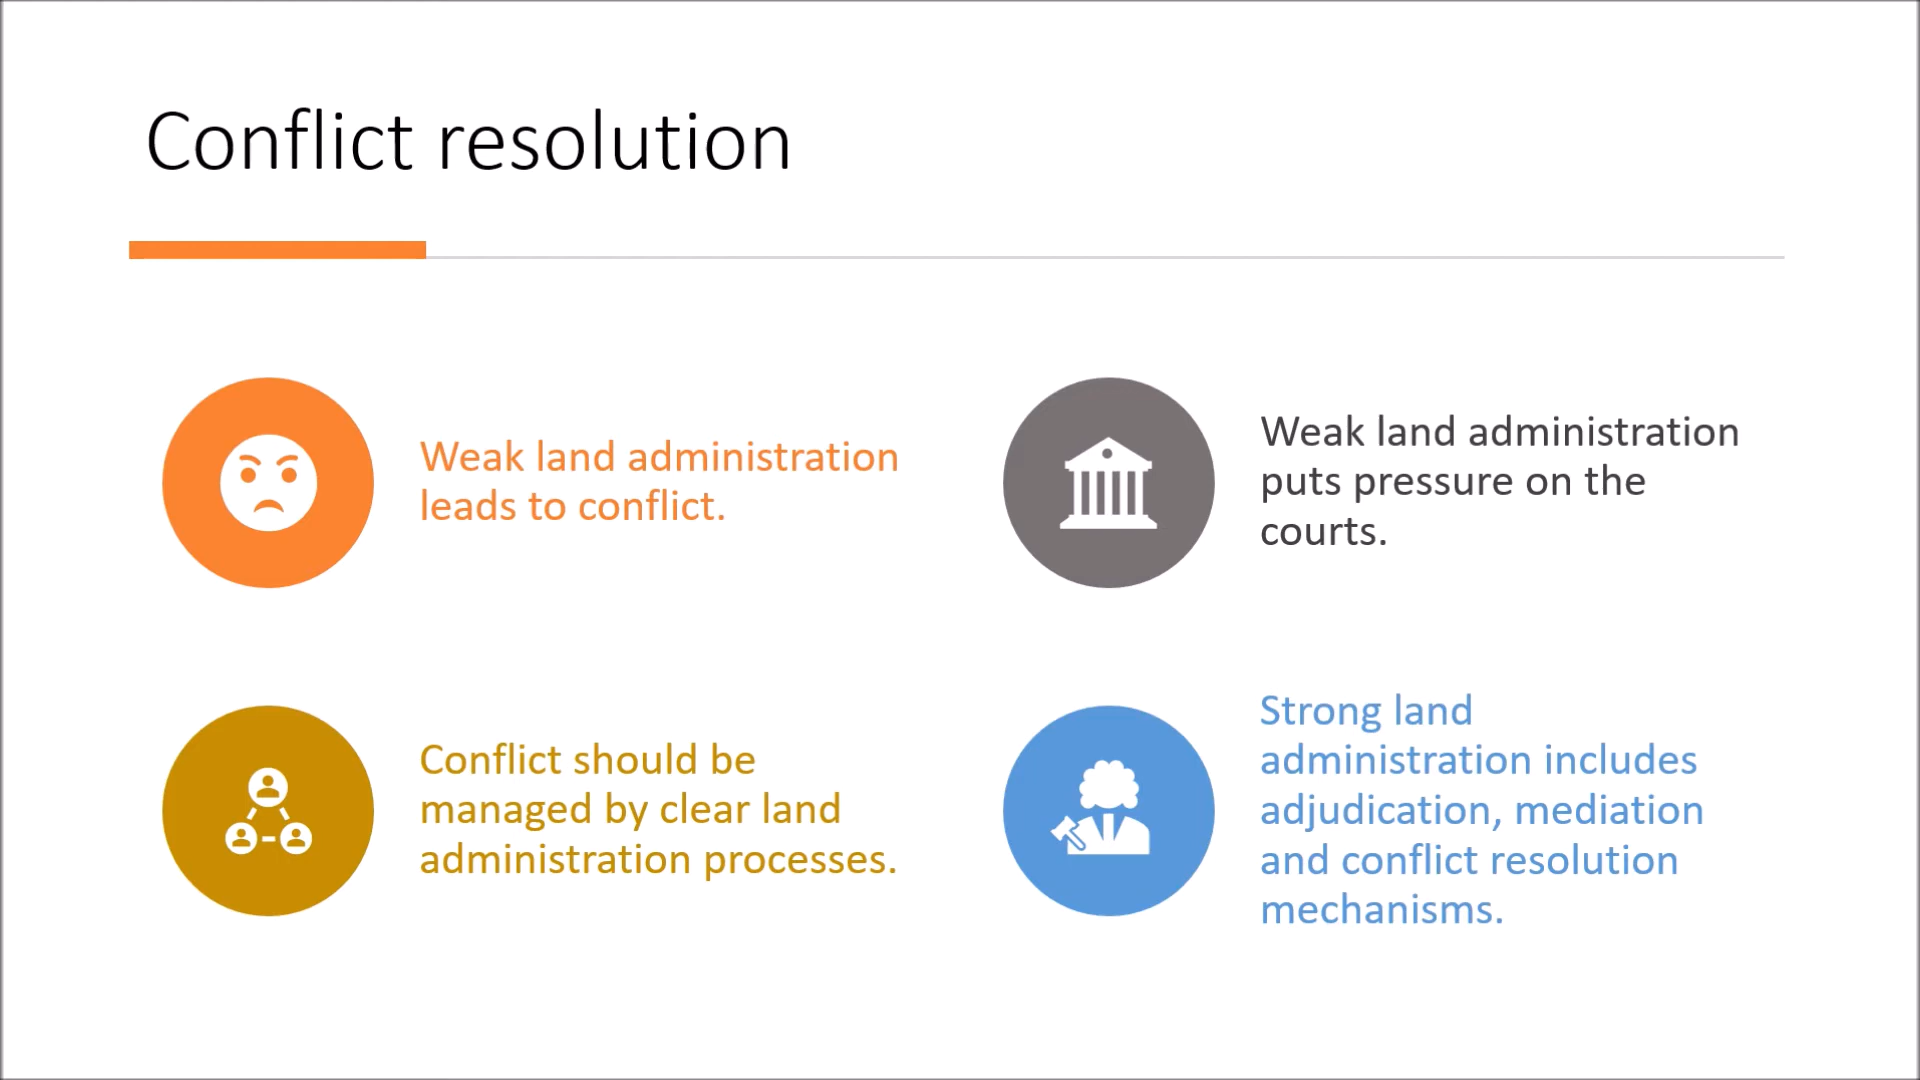 Conflict resolution
Weak land administration
leads to conflict.
Weak land administration
puts pressure on the
courts.
Conflict should be
managed by clear land
administration processes.
Strong land
administration includes
adjudication, mediation
and conflict resolution
mechanisms.